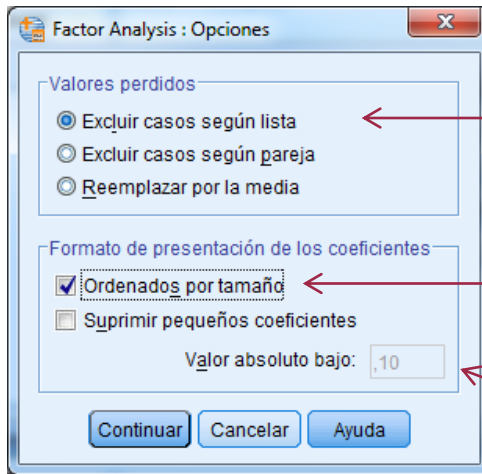 Factor Analysis : Opciones
Valores perdidos
Excluir casos según lista
Excluir casos según pareja
Reemplazar por la media
Formato de presentación de los coeficientes
Ordenados por tamaño
Suprimir pequeños coeficientes
Valor absoluto bajo: ,10
Continuar Cancelar Ayuda